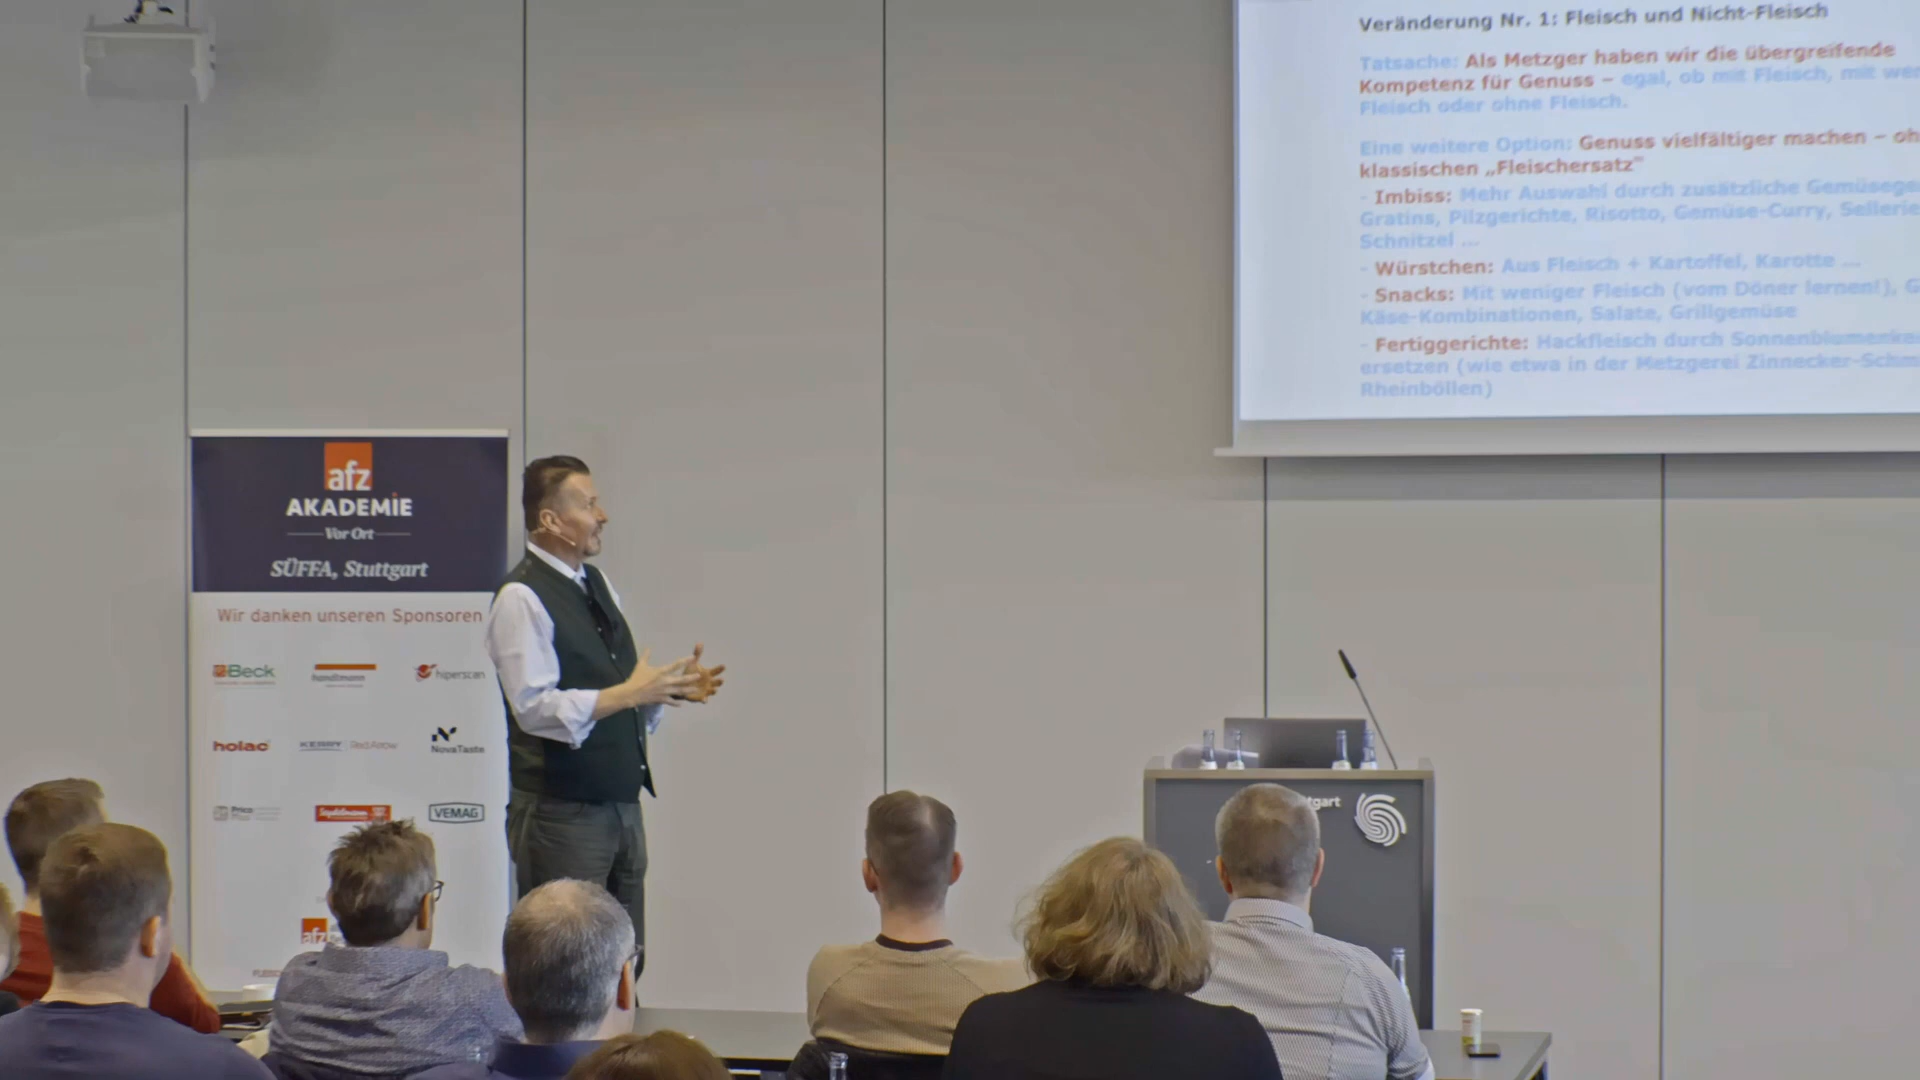 Veränderung Nr. 1: Fleisch und Nicht-Fleisch
Tatsache: Als Metzger haben wir die übergreifende
Kompetenz für Genuss – egal, ob mit Fleisch, mit
Fleisch oder ohne Fleisch.
Eine weitere Option: Genuss vielfältiger machen –
klassischen „Fleischersatz"
- Imbiss: Mehr Auswahl durch zusätzliche
Gratins, Pilzgerichte, Risotto, Gemüse-Curry,
Schnitzel ...
- Würstchen: Aus Fleisch + Kartoffel, Karotte ...
- Snacks: Mit weniger Fleisch (vom Döner lernen!),
Käse-Kombinationen, Salate, Grillgemüse
- Fertiggerichte: Hackfleisch durch
ersetzen (wie etwa in der Metzgerei
Rheinböllen)
afz
AKADEMIE
Vor Ort
SÜFFA, Stuttgart
Wir danken unseren Sponsoren
Beck
handtmann
hiperscan
holac
KERRY Red Arrow
NovaTaste
VEMAG
afz